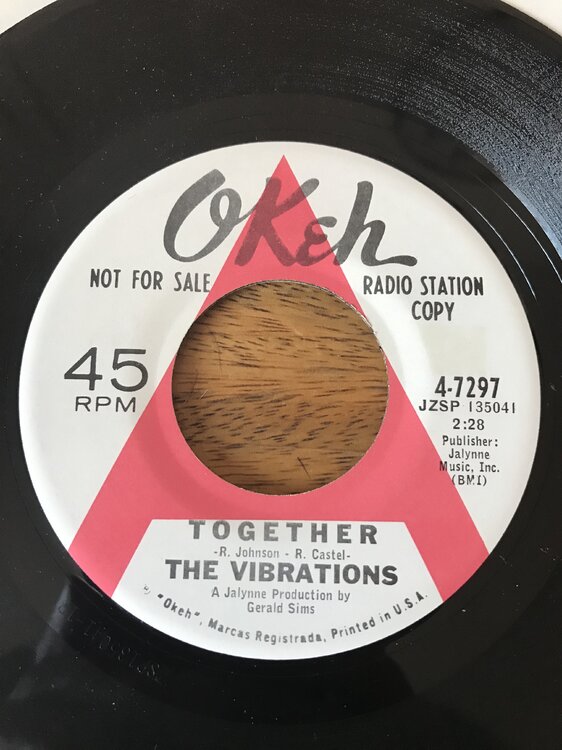 OKeh
NOT FOR SALE
RADIO STATION
COPY
45
RPM
4-7297
JZSP 135041
2:28
Publisher:
Jalynne
Music, Inc.
(BMI)
TOGETHER
-R. Johnson - R. Castel-
THE VIBRATIONS
A Jalynne Production by
Gerald Sims
"Okeh", Marcas Registrada, Printed in U.S.A.